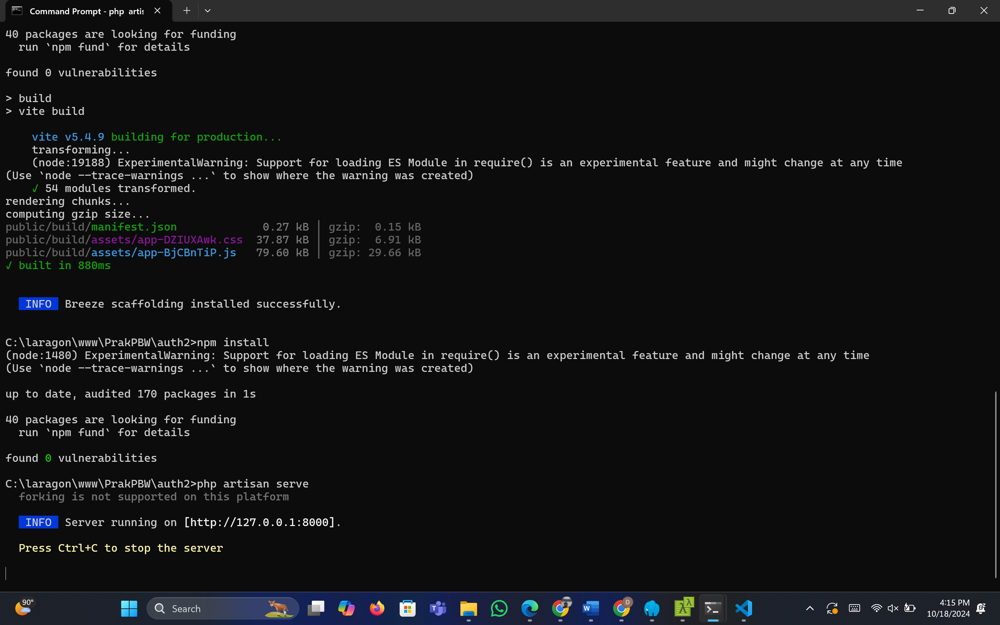 Command Prompt - php artis
40 packages are looking for funding
  run `npm fund` for details
found 0 vulnerabilities
> build
> vite build
vite v5.4.9 building for production...
transforming...
(node:19188) ExperimentalWarning: Support for loading ES Module in require() is an experimental feature and might change at any time
(Use `node --trace-warnings ...` to show where the warning was created)
✓ 54 modules transformed.
rendering chunks...
computing gzip size...
public/build/manifest.json             0.27 kB │ gzip:  0.15 kB
public/build/assets/app-DZIUXAwk.css  37.87 kB │ gzip:  6.91 kB
public/build/assets/app-BjCBnTiP.js   79.60 kB │ gzip: 29.66 kB
✓ built in 880ms
INFO  Breeze scaffolding installed successfully.
C:\laragon\www\PrakPBW\auth2>npm install
(node:1480) ExperimentalWarning: Support for loading ES Module in require() is an experimental feature and might change at any time
(Use `node --trace-warnings ...` to show where the warning was created)
up to date, audited 170 packages in 1s
40 packages are looking for funding
  run `npm fund` for details
found 0 vulnerabilities
C:\laragon\www\PrakPBW\auth2>php artisan serve
forking is not supported on this platform
INFO  Server running on [http://127.0.0.1:8000].
Press Ctrl+C to stop the server
90°
Search
D
4:15 PM
10/18/2024